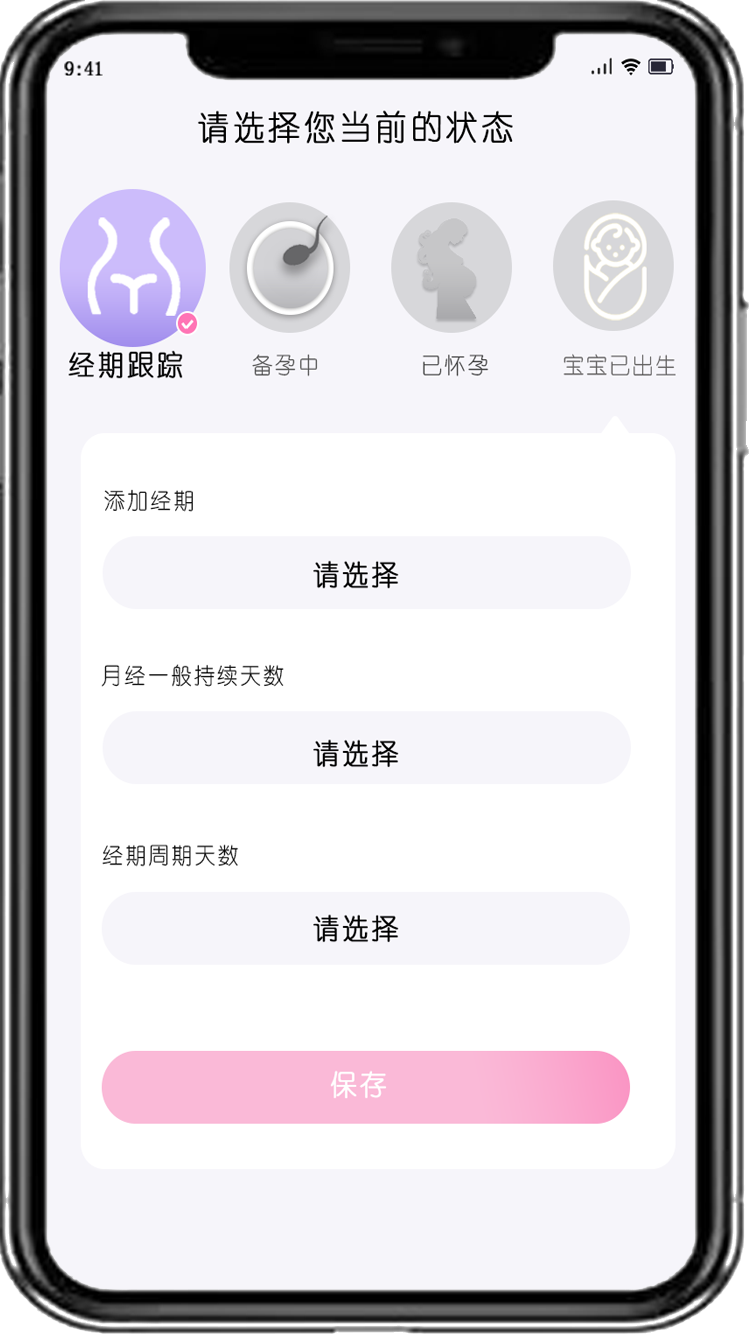 9:41
请选择您当前的状态
经期跟踪
备孕中
已怀孕
宝宝已出生
添加经期
请选择
月经一般持续天数
请选择
经期周期天数
请选择
保存